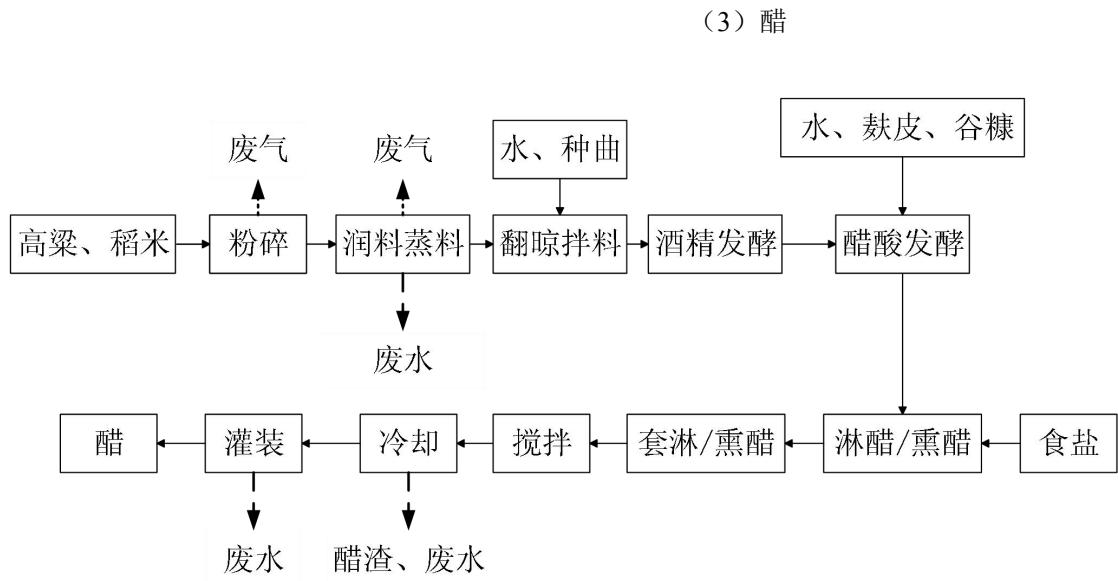 （3）醋
水、麸皮、谷糠
废气
废气
水、种曲
高粱、稻米
粉碎
润料蒸料
翻晾拌料
酒精发酵
醋酸发酵
废水
醋
灌装
冷却
搅拌
套淋/熏醋
淋醋/熏醋
食盐
废水
醋渣、废水